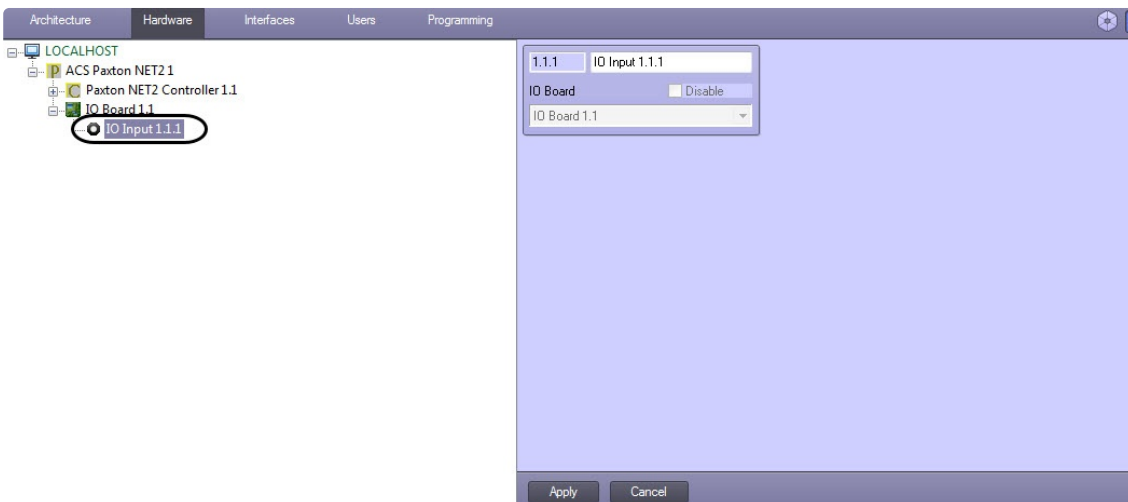 Architecture Hardware Interfaces Users Programming
LOCALHOST
ACS Paxton NET2 1
Paxton NET2 Controller 1.1
IO Board 1.1
IO Input 1.1.1
1.1.1 IO Input 1.1.1
IO Board Disable
IO Board 1.1
Apply Cancel